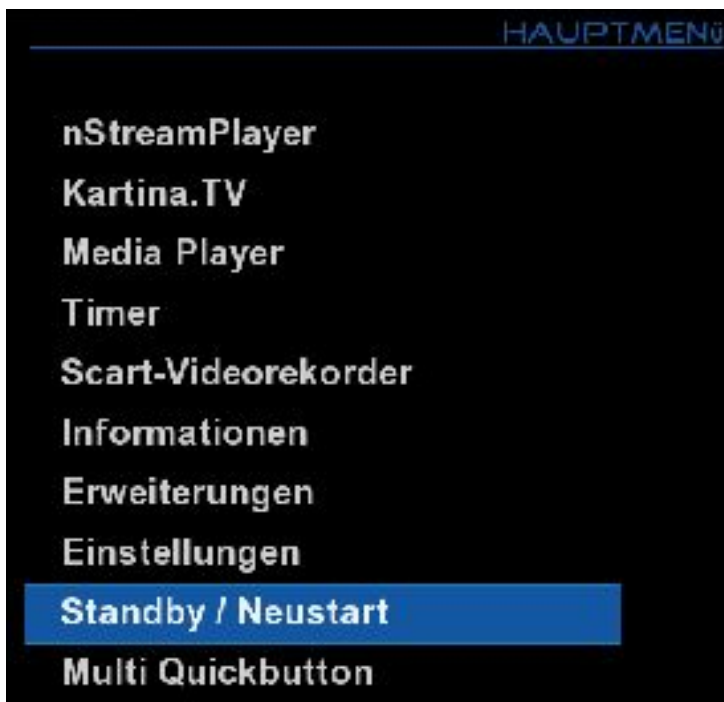 HAUPTMENü
nStreamPlayer
Kartina.TV
Media Player
Timer
Scart-Videorekorder
Informationen
Erweiterungen
Einstellungen
Standby / Neustart
Multi Quickbutton